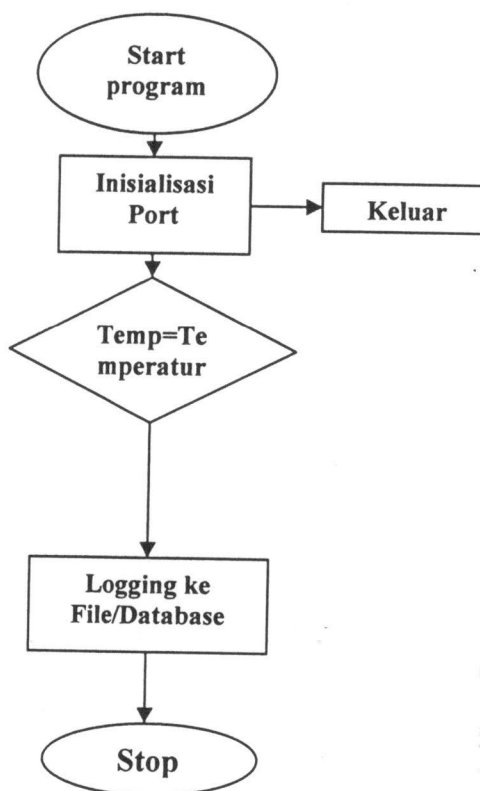 Start
program
Inisialisasi
Port
Keluar
Temp=Te
mperatur
Logging ke
File/Database
Stop